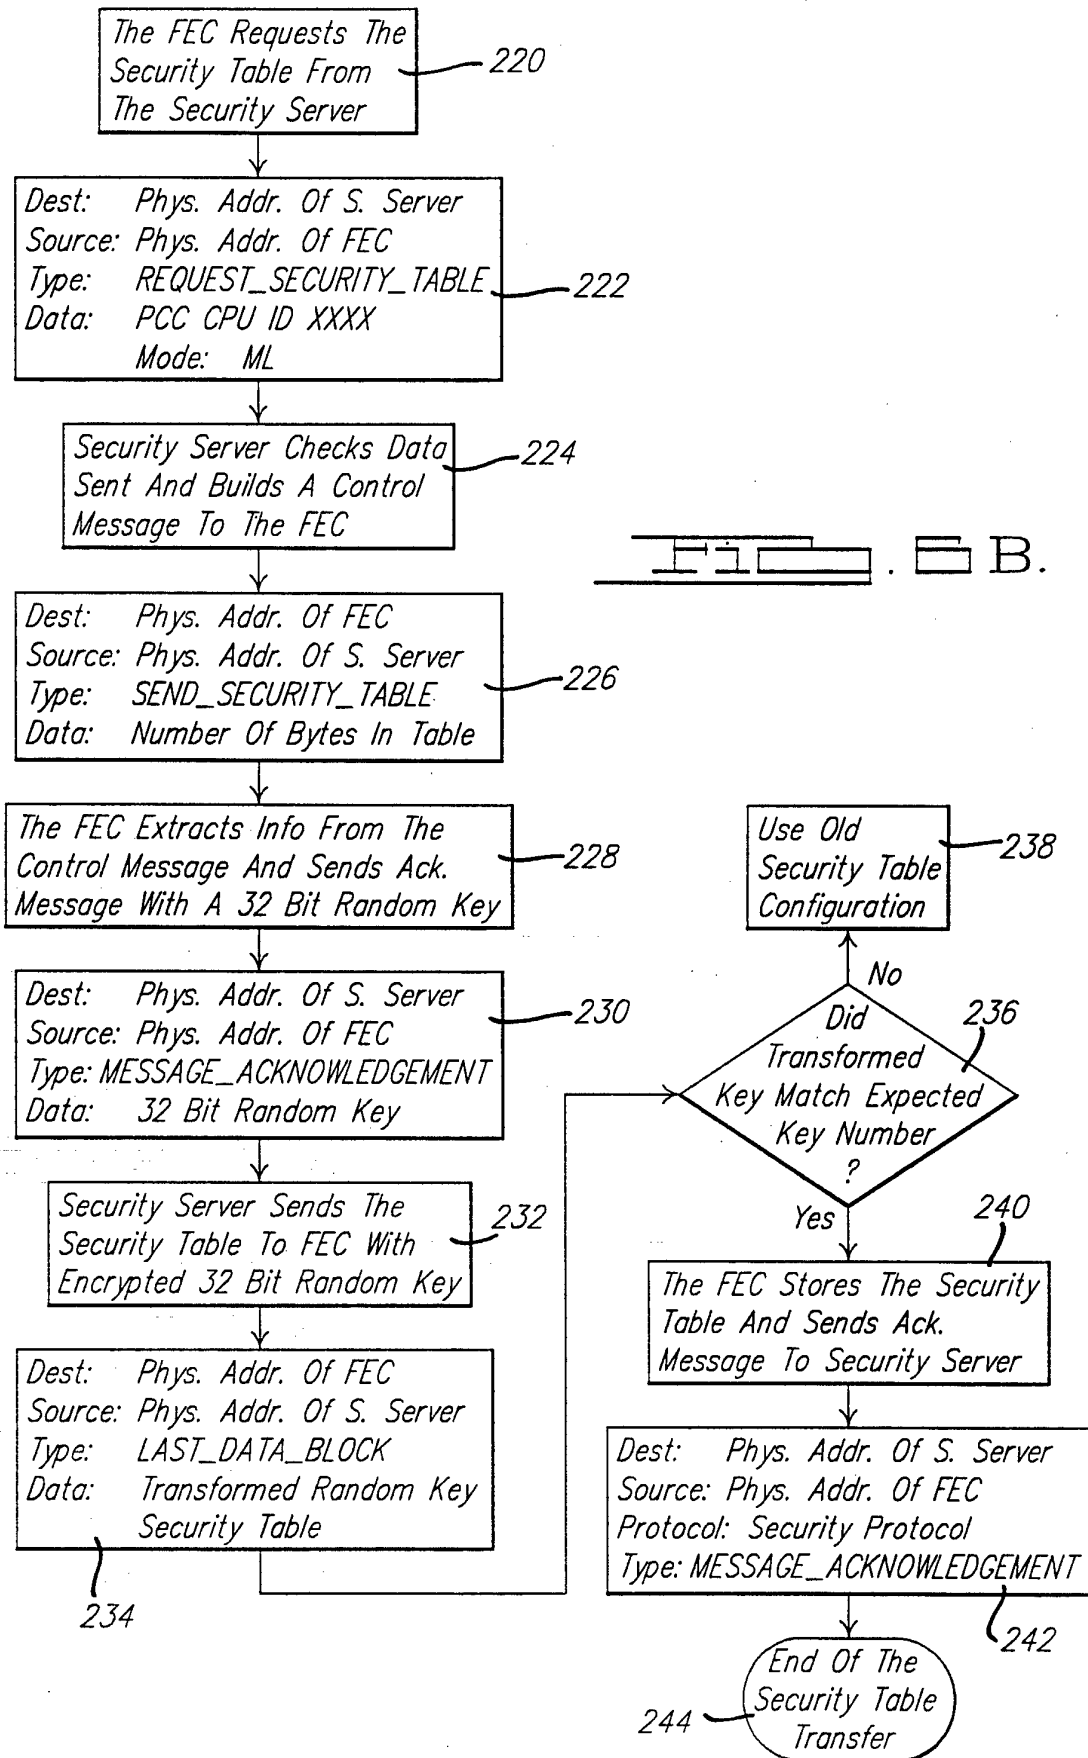 The FEC Requests The
Security Table From
The Security Server
220
Dest: Phys. Addr. Of S. Server
Source: Phys. Addr. Of FEC
Type: REQUEST_SECURITY_TABLE
Data: PCC CPU ID XXXX
Mode: ML
222
Security Server Checks Data
Sent And Builds A Control
Message To The FEC
224
Dest: Phys. Addr. Of FEC
Source: Phys. Addr. Of S. Server
Type: SEND_SECURITY_TABLE
Data: Number Of Bytes In Table
226
The FEC Extracts Info From The
Control Message And Sends Ack.
Message With A 32 Bit Random Key
228
Dest: Phys. Addr. Of S. Server
Source: Phys. Addr. Of FEC
Type: MESSAGE_ACKNOWLEDGEMENT
Data: 32 Bit Random Key
230
Security Server Sends The
Security Table To FEC With
Encrypted 32 Bit Random Key
232
Dest: Phys. Addr. Of FEC
Source: Phys. Addr. Of S. Server
Type: LAST_DATA_BLOCK
Data: Transformed Random Key
Security Table
234
B.
Use Old
Security Table
Configuration
238
No
Did
Transformed
Key Match Expected
Key Number
?
236
Yes
240
The FEC Stores The Security
Table And Sends Ack.
Message To Security Server
Dest: Phys. Addr. Of S. Server
Source: Phys. Addr. Of FEC
Protocol: Security Protocol
Type: MESSAGE_ACKNOWLEDGEMENT
242
End Of The
Security Table
Transfer
244